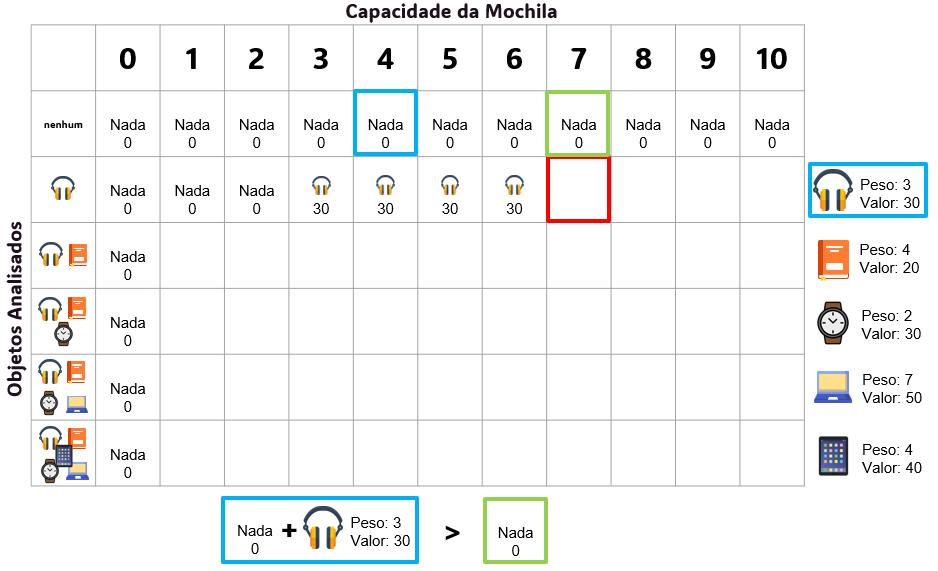 Capacidade da Mochila
0 1 2 3 4 5 6 7 8 9 10
nenhum
Nada Nada Nada Nada Nada Nada Nada Nada Nada Nada Nada
0 0 0 0 0 0 0 0 0 0 0
Nada Nada Nada
0 0 0 30 30 30 30
Peso: 3
Valor: 30
Objetos Analisados
Nada
0
Peso: 4
Valor: 20
Nada
0
Peso: 2
Valor: 30
Nada
0
Peso: 7
Valor: 50
Nada
0
Peso: 4
Valor: 40
Nada
0
+
Peso: 3
Valor: 30
>
Nada
0